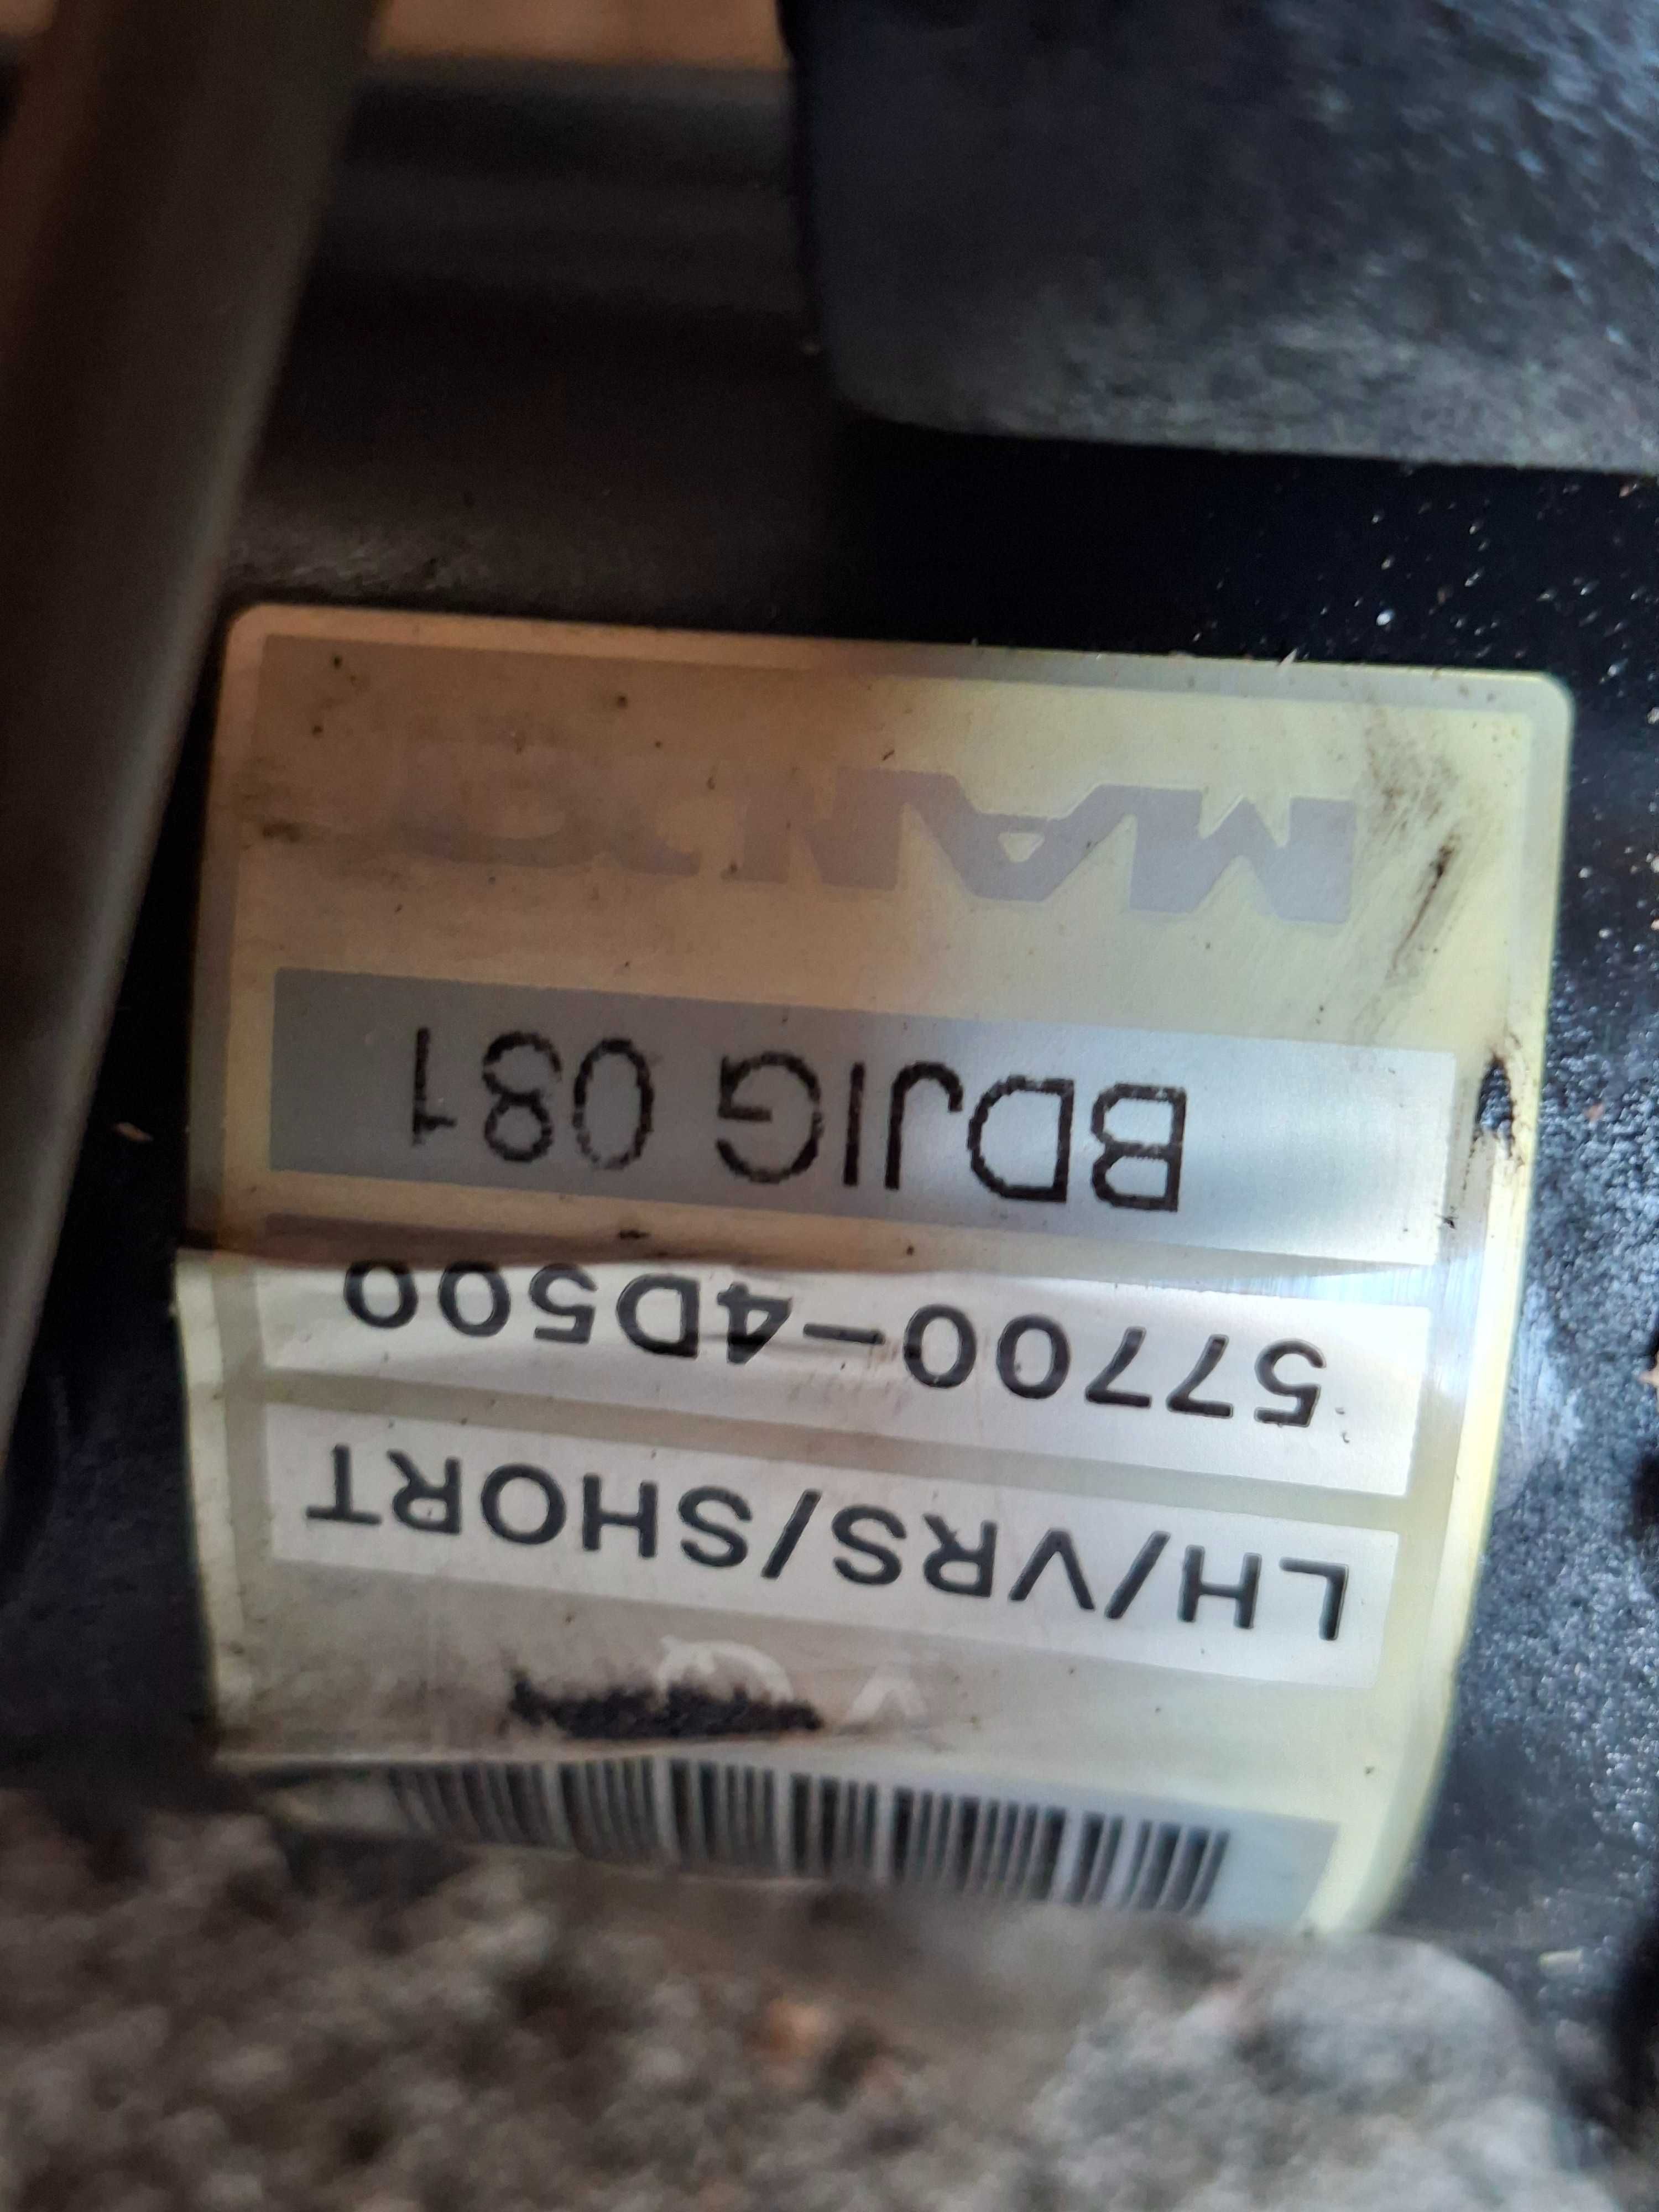 LH/VRS/SHORT
57700-4D500
BDJIG 081
MANDO